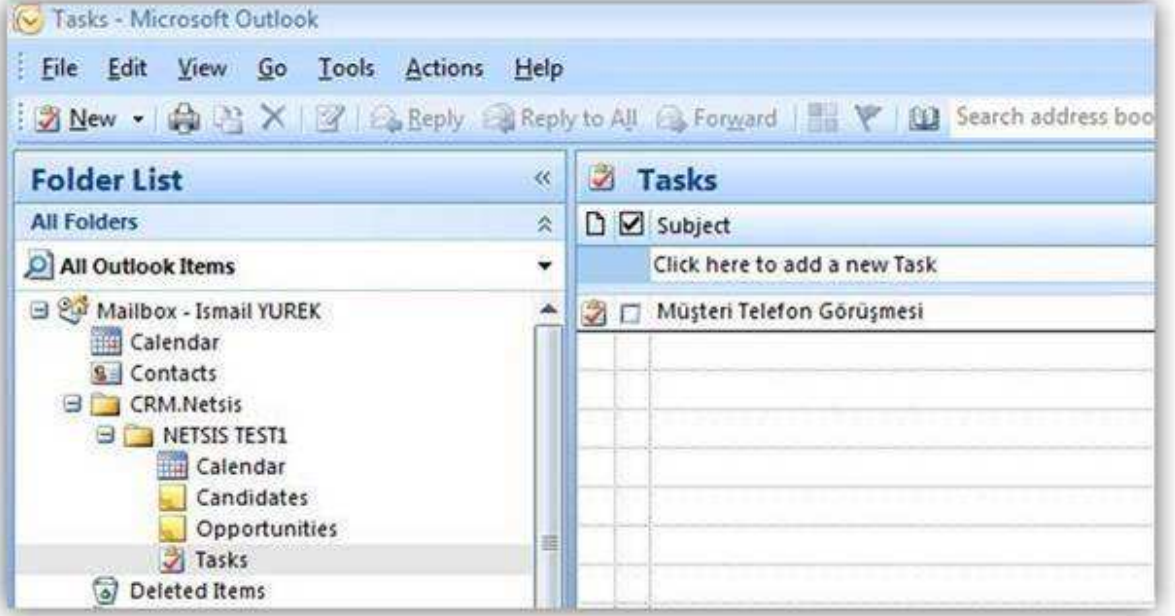 Tasks - Microsoft Outlook
File Edit View Go Tools Actions Help
New Reply Reply to All Forward Search address boo
Folder List
All Folders
All Outlook Items
Mailbox - Ismail YUREK
Calendar
Contacts
CRM.Netsis
NETSIS TEST1
Calendar
Candidates
Opportunities
Tasks
Deleted Items
Tasks
Subject
Click here to add a new Task
Müşteri Telefon Görüşmesi